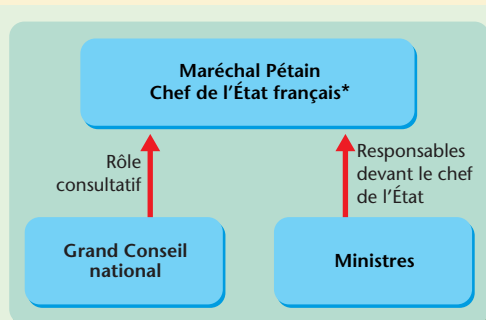 Maréchal Pétain
Chef de l'État français*
Rôle
consultatif
Responsables
devant le chef
de l'État
Grand Conseil
national
Ministres